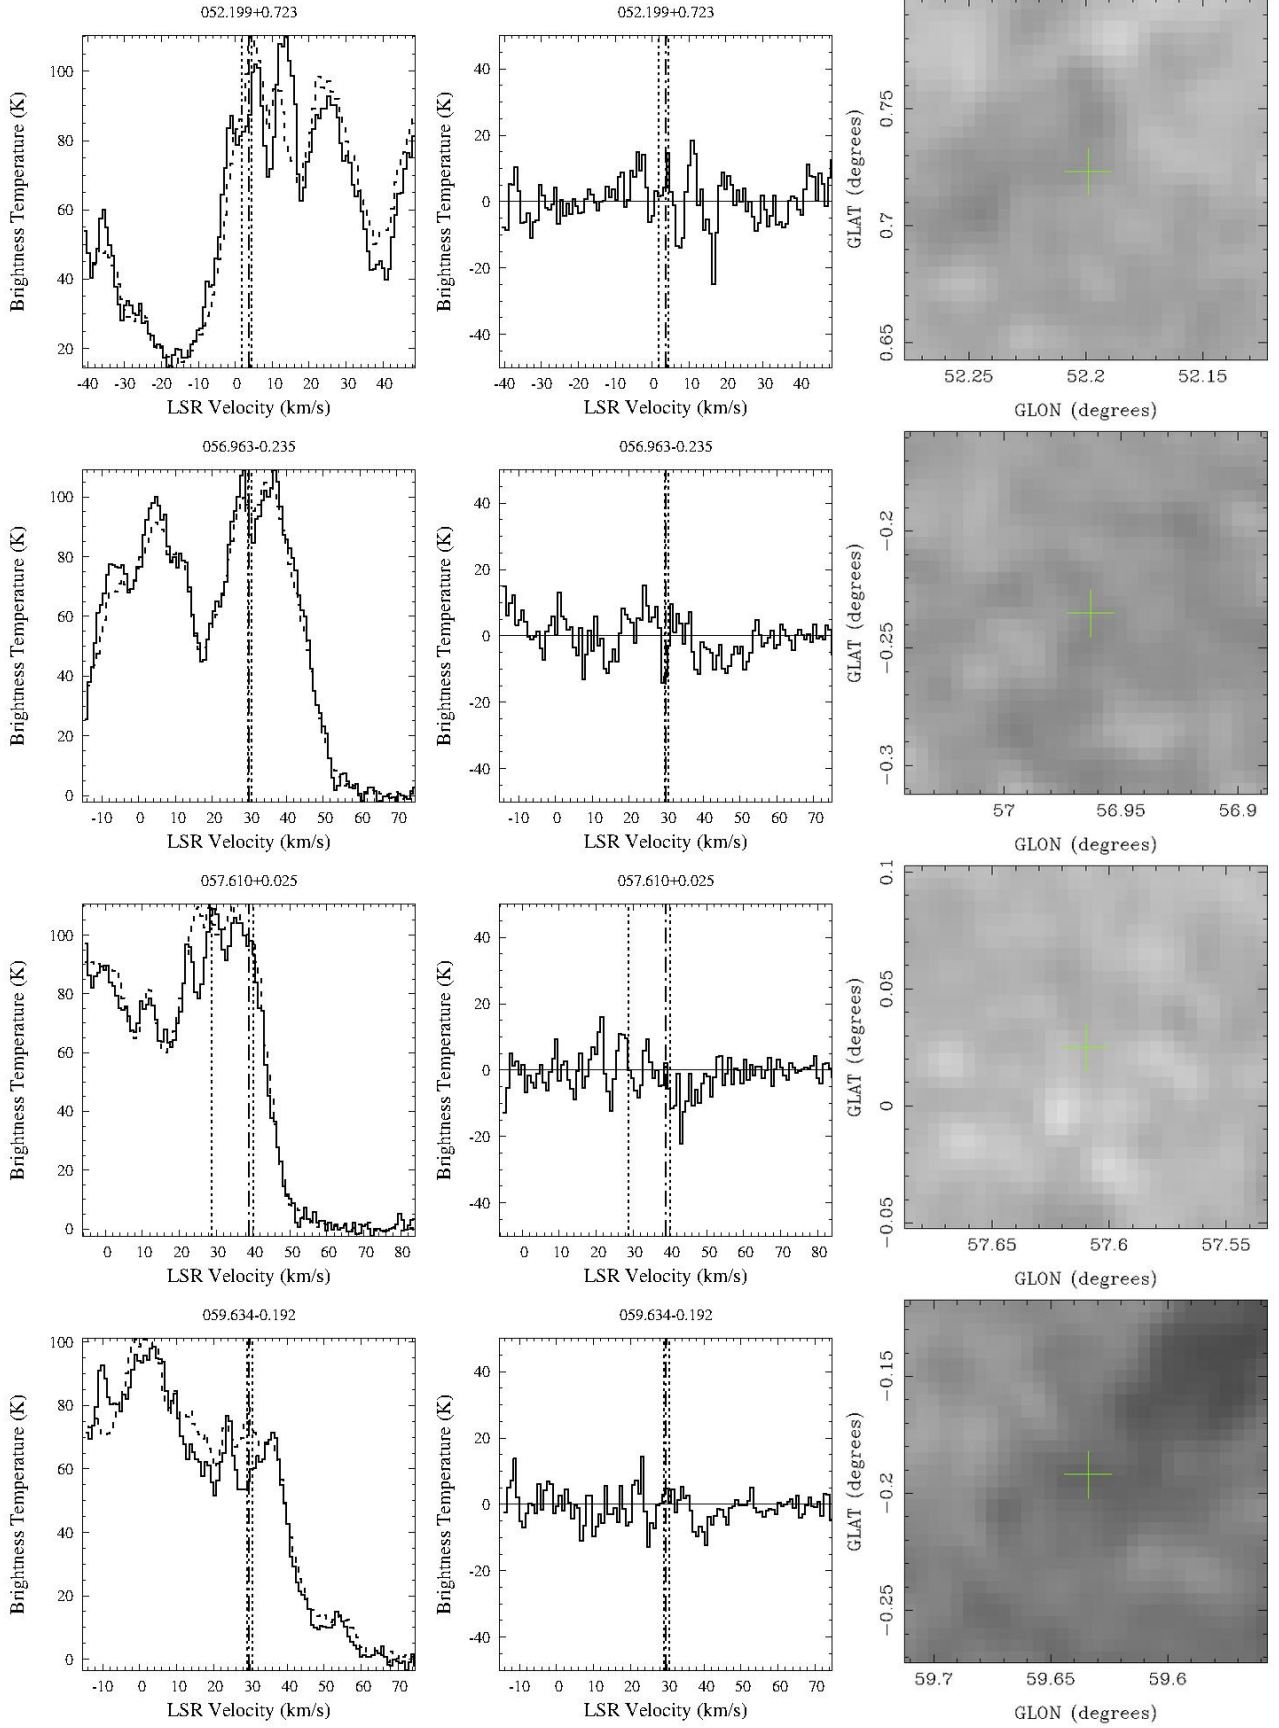 052.199+0.723
052.199+0.723
Brightness Temperature (K)
100
80
60
40
20
-40 -30 -20 -10 0 10 20 30 40
LSR Velocity (km/s)
Brightness Temperature (K)
40
20
0
-20
-40
-40 -30 -20 -10 0 10 20 30 40
LSR Velocity (km/s)
GLAT (degrees)
0.75
0.7
0.65
52.25 52.2 52.15
GLON (degrees)
056.963-0.235
056.963-0.235
Brightness Temperature (K)
100
80
60
40
20
0
-10 0 10 20 30 40 50 60 70
LSR Velocity (km/s)
Brightness Temperature (K)
40
20
0
-20
-40
-10 0 10 20 30 40 50 60 70
LSR Velocity (km/s)
GLAT (degrees)
−0.2
−0.25
−0.3
57 56.95 56.9
GLON (degrees)
057.610+0.025
057.610+0.025
Brightness Temperature (K)
100
80
60
40
20
0
0 10 20 30 40 50 60 70 80
LSR Velocity (km/s)
Brightness Temperature (K)
40
20
0
-20
-40
0 10 20 30 40 50 60 70 80
LSR Velocity (km/s)
GLAT (degrees)
0.1
0.05
0
−0.05
57.65 57.6 57.55
GLON (degrees)
059.634-0.192
059.634-0.192
Brightness Temperature (K)
100
80
60
40
20
0
-10 0 10 20 30 40 50 60 70
LSR Velocity (km/s)
Brightness Temperature (K)
40
20
0
-20
-40
-10 0 10 20 30 40 50 60 70
LSR Velocity (km/s)
GLAT (degrees)
−0.15
−0.2
−0.25
59.7 59.65 59.6
GLON (degrees)